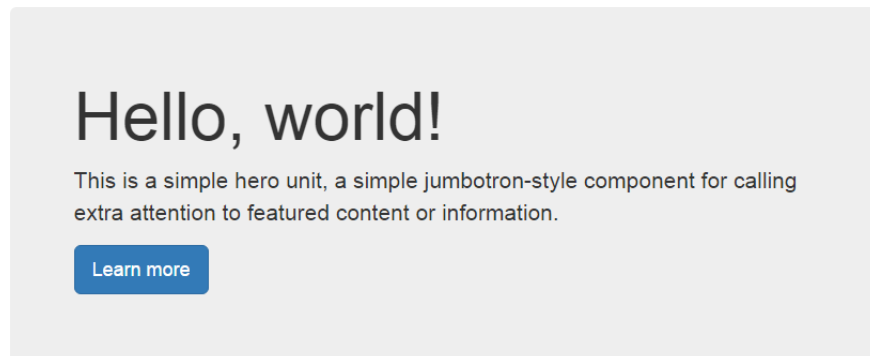 Hello, world!
This is a simple hero unit, a simple jumbotron-style component for calling
extra attention to featured content or information.
Learn more